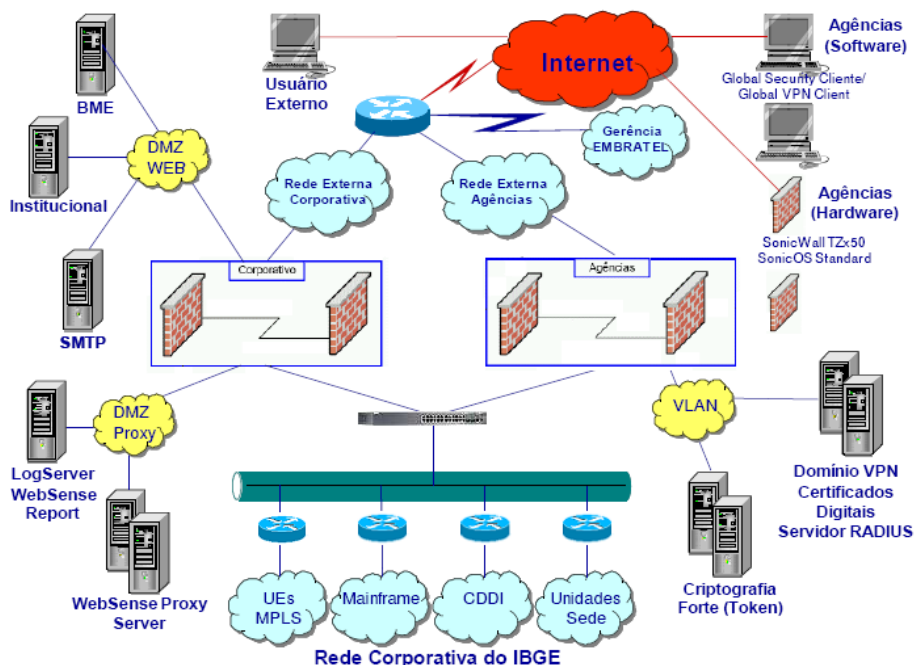 BME
Institucional
SMTP
DMZ
WEB
Usuário
Externo
Internet
Agências
(Software)
Global Security Cliente/
Global VPN Client
Gerência
EMBRATEL
Rede Externa
Corporativa
Rede Externa
Agências
Agências
(Hardware)
SonicWall TZx50
SonicOS Standard
Corporativo
Agências
DMZ
Proxy
LogServer
WebSense
Report
WebSense Proxy
Server
VLAN
Domínio VPN
Certificados
Digitais
Servidor RADIUS
Criptografia
Forte (Token)
UEs
MPLS
Mainframe
CDDI
Unidades
Sede
Rede Corporativa do IBGE